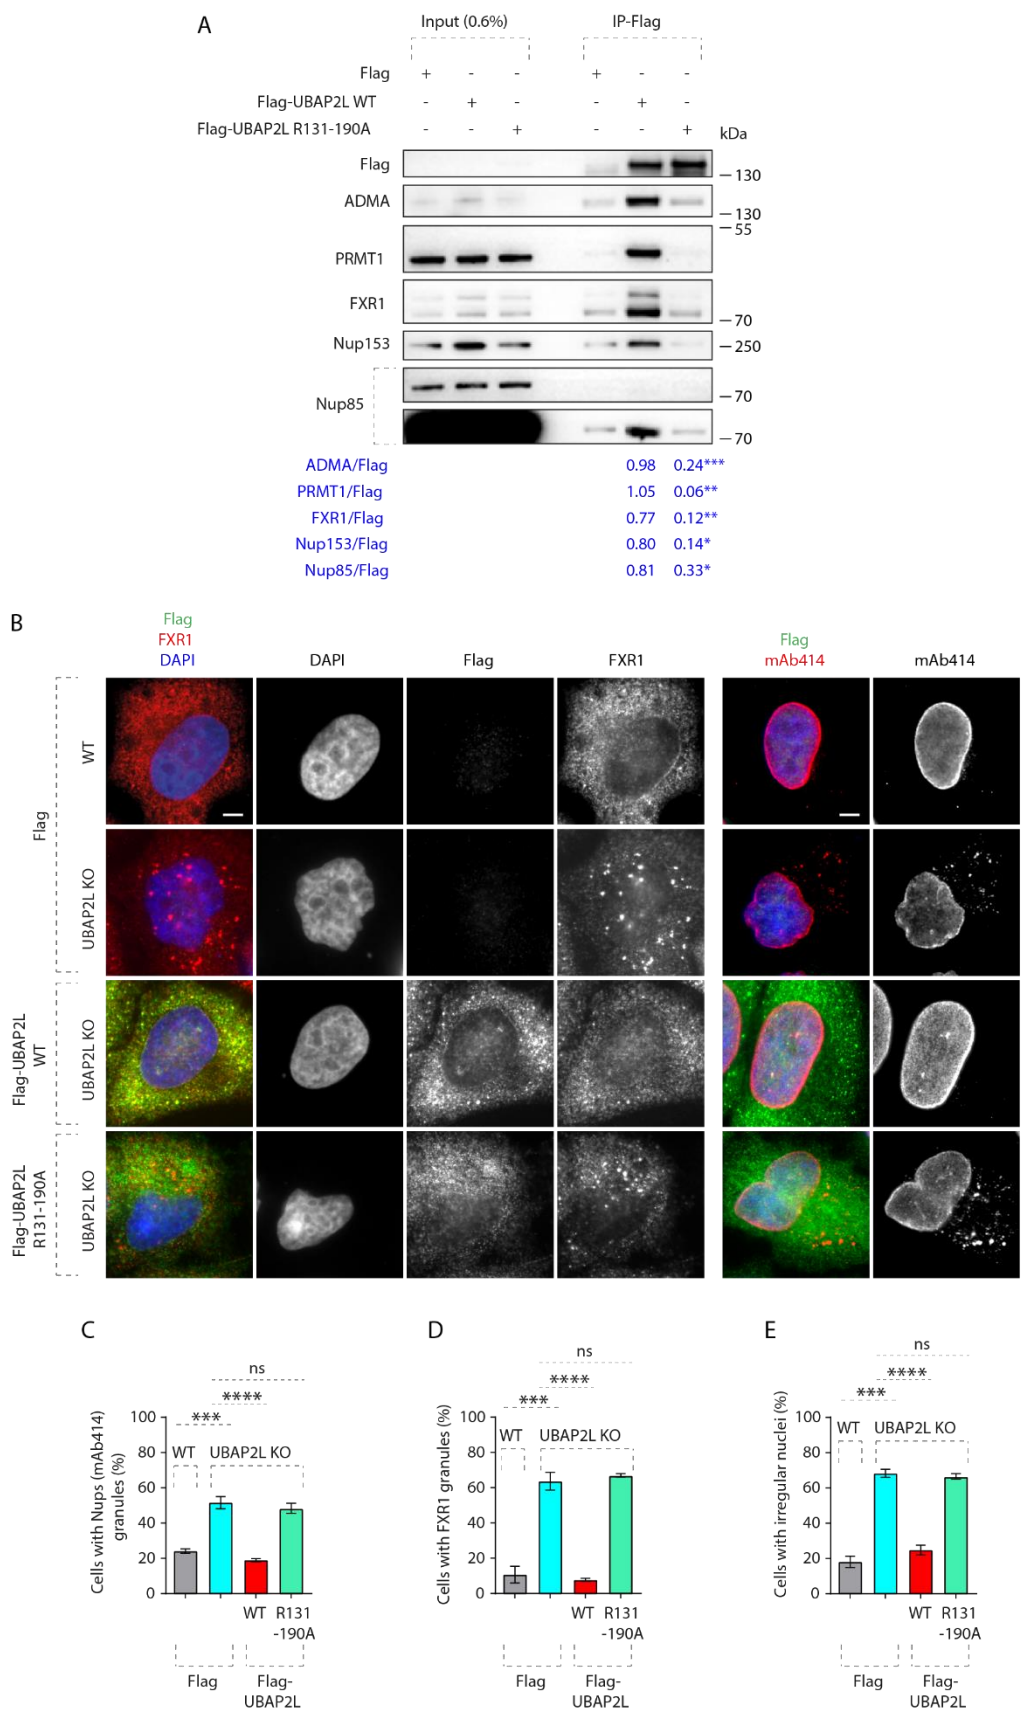 A
Input (0.6%) IP-Flag
Flag + - - + - -
Flag-UBAP2L WT - + - - + -
Flag-UBAP2L R131-190A - - + - - + kDa
Flag
130
ADMA
130
55
PRMT1
FXR1
70
Nup153 250
Nup85
70
70
ADMA/Flag 0.98 0.24***
PRMT1/Flag 1.05 0.06**
FXR1/Flag 0.77 0.12**
Nup153/Flag 0.80 0.14*
Nup85/Flag 0.81 0.33*
B
Flag
FXR1
DAPI DAPI Flag FXR1
Flag
mAb414 mAb414
Flag
WT
UBAP2L KO
Flag-UBAP2L
WT
UBAP2L KO
Flag-UBAP2L
R131-190A
UBAP2L KO
C
Cells with Nups (mAb414)
granules (%)
ns
****
***
WT UBAP2L KO
100
80
60
40
20
0
WT R131
-190A
Flag Flag-
UBAP2L
D
Cells with FXR1 granules (%)
ns
****
***
WT UBAP2L KO
100
80
60
40
20
0
WT R131
-190A
Flag Flag-
UBAP2L
E
Cells with irregular nuclei (%)
ns
****
***
WT UBAP2L KO
100
80
60
40
20
0
WT R131
-190A
Flag Flag-
UBAP2L